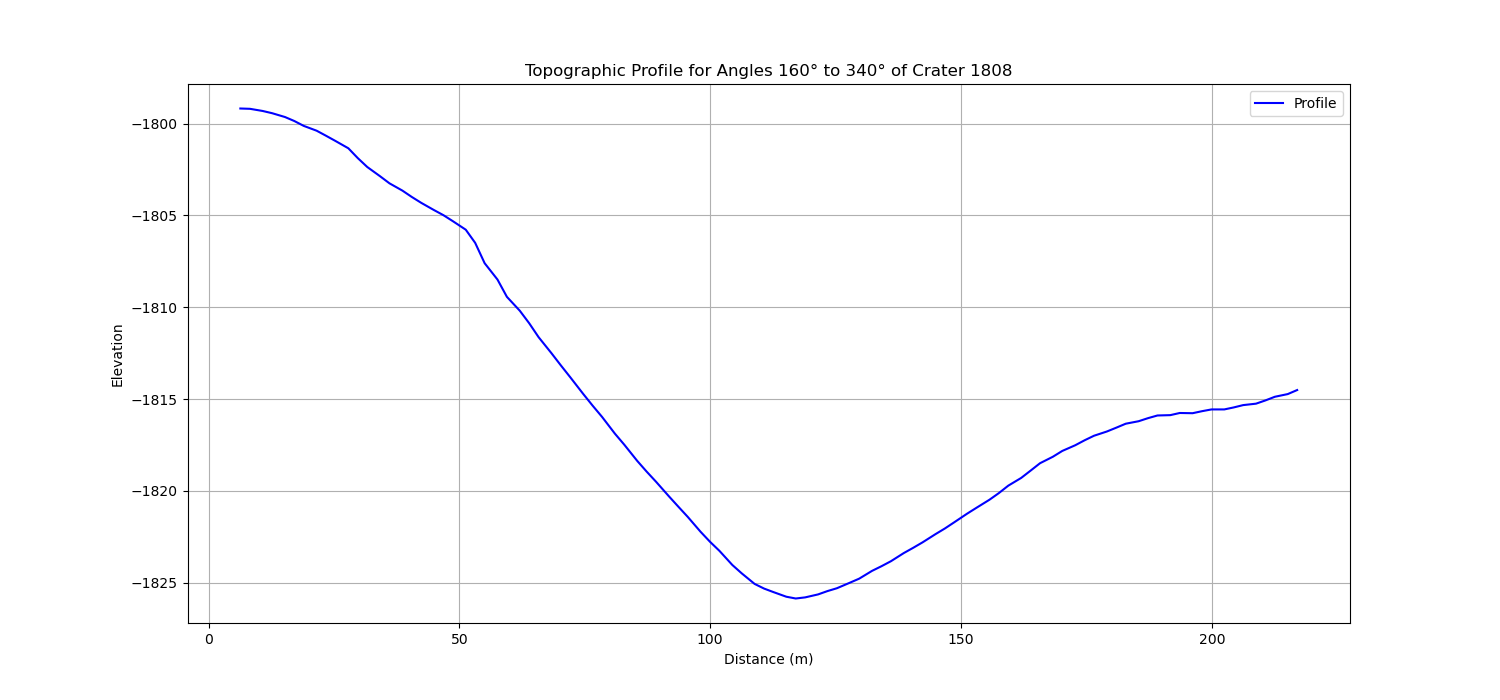 Topographic Profile for Angles 160° to 340° of Crater 1808
Profile
−1800
−1805
−1810
−1815
−1820
−1825
Elevation
0 50 100 150 200
Distance (m)